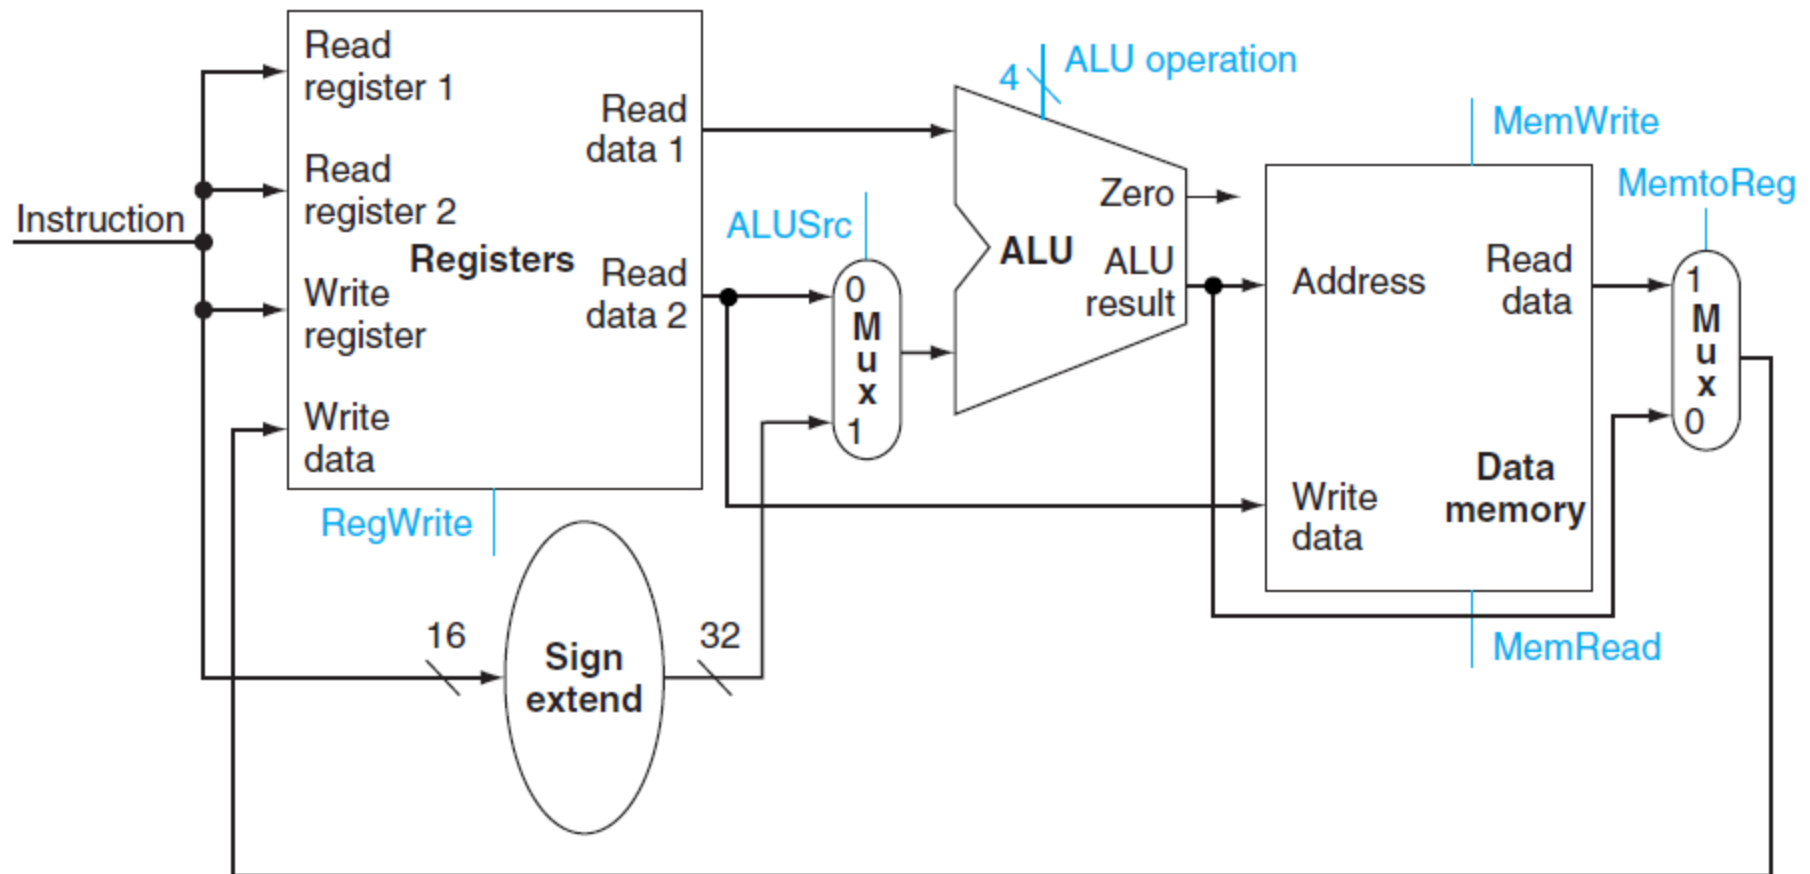 Instruction
Read
register 1
Read
register 2
Write
register
Write
data
Registers
Read
data 1
Read
data 2
RegWrite
16
Sign
extend
32
ALUSrc
0
M
u
x
1
4
ALU operation
ALU
Zero
ALU
result
MemWrite
Address
Read
data
Write
data
Data
memory
MemRead
MemtoReg
1
M
u
x
0